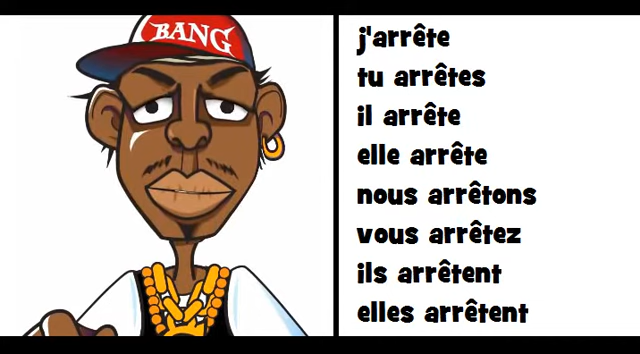 BANG
j'arrête
tu arrêtes
il arrête
elle arrête
nous arrêtons
vous arrêtez
ils arrêtent
elles arrêtent